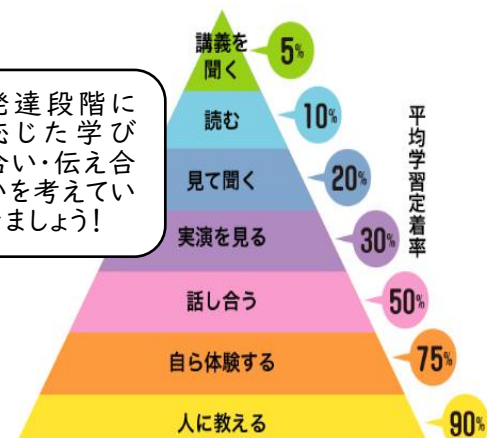 講義を
聞く
5%
読む
10%
見て聞く
20%
実演を見る
30%
話し合う
50%
自ら体験する
75%
人に教える
90%
平均学習定着率
達段階に
じた学び
合い・伝え合
いを考えてい
ましょう!